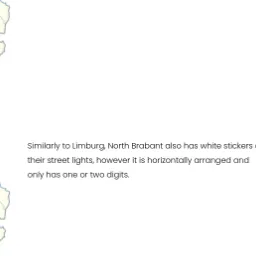 Similarly to Limburg, North Brabant also has white stickers
their street lights, however it is horizontally arranged and
only has one or two digits.